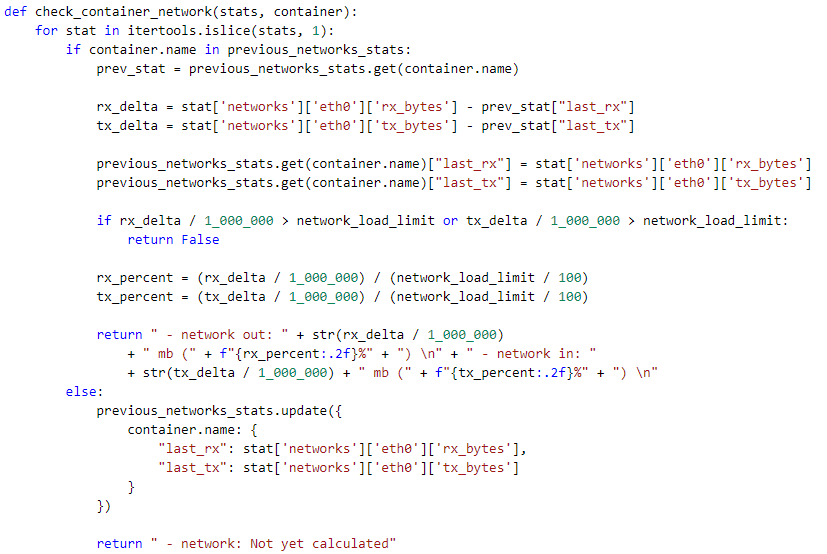 def check_container_network(stats, container):
    for stat in itertools.islice(stats, 1):
        if container.name in previous_networks_stats:
            prev_stat = previous_networks_stats.get(container.name)

            rx_delta = stat['networks']['eth0']['rx_bytes'] - prev_stat["last_rx"]
            tx_delta = stat['networks']['eth0']['tx_bytes'] - prev_stat["last_tx"]

            previous_networks_stats.get(container.name)["last_rx"] = stat['networks']['eth0']['rx_bytes']
            previous_networks_stats.get(container.name)["last_tx"] = stat['networks']['eth0']['tx_bytes']

            if rx_delta / 1_000_000 > network_load_limit or tx_delta / 1_000_000 > network_load_limit:
                return False

            rx_percent = (rx_delta / 1_000_000) / (network_load_limit / 100)
            tx_percent = (tx_delta / 1_000_000) / (network_load_limit / 100)

            return " - network out: " + str(rx_delta / 1_000_000)
                + " mb (" + f"{rx_percent:.2f}%" + ") \n" + " - network in: "
                + str(tx_delta / 1_000_000) + " mb (" + f"{tx_percent:.2f}%" + ") \n"
        else:
            previous_networks_stats.update({
                container.name: {
                    "last_rx": stat['networks']['eth0']['rx_bytes'],
                    "last_tx": stat['networks']['eth0']['tx_bytes']
                }
            })

            return " - network: Not yet calculated"